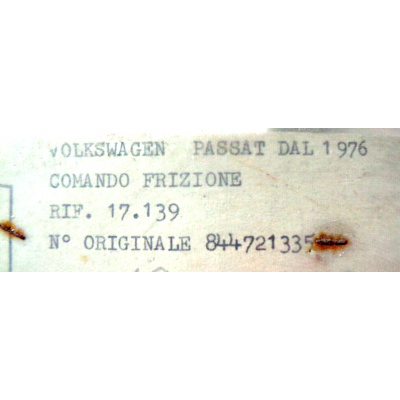 VOLKSWAGEN PASSAT DAL 1976
COMANDO FRIZIONE
RIF. 17.139
N° ORIGINALE 844721335